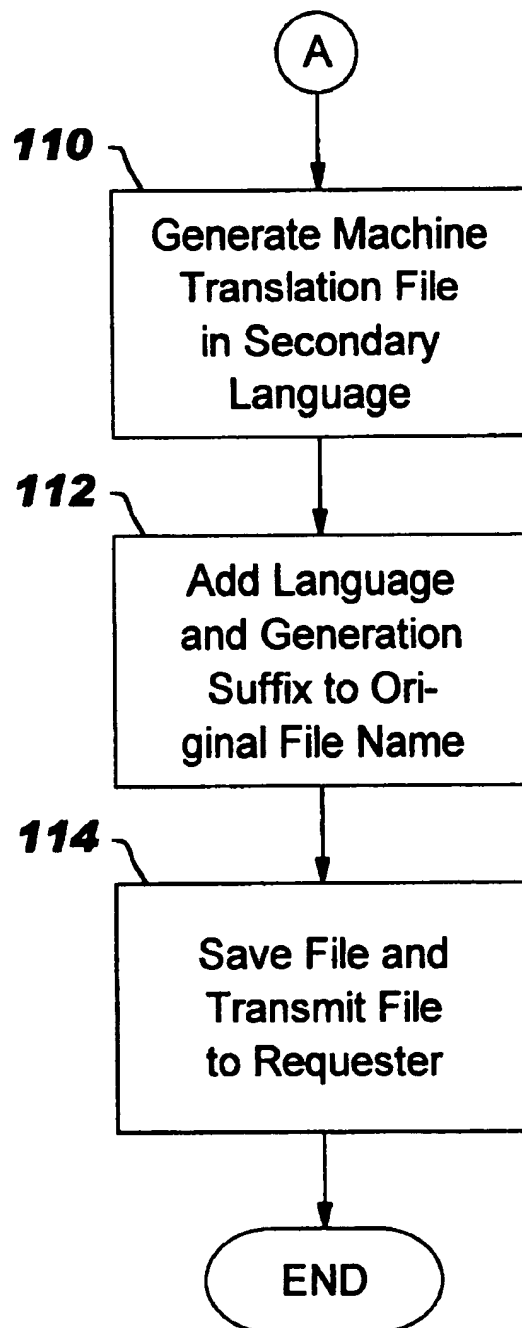 A
110
Generate Machine
Translation File
in Secondary
Language
112
Add Language
and Generation
Suffix to Ori-
ginal File Name
114
Save File and
Transmit File
to Requester
END